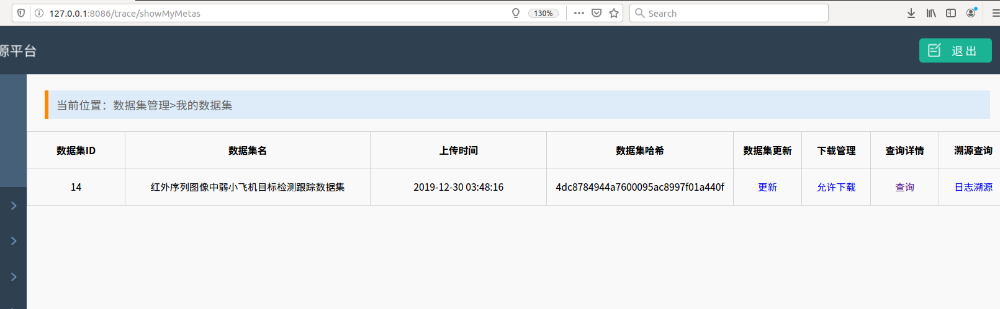 127.0.0.1:8086/trace/showMyMetas
130%
Search
源平台
退 出
当前位置：数据集管理>我的数据集
数据集ID 数据集名 上传时间 数据集哈希 数据集更新 下载管理 查询详情 溯源查询
14 红外序列图像中弱小飞机目标检测跟踪数据集 2019-12-30 03:48:16 4dc8784944a7600095ac8997f01a440f 更新 允许下载 查询 日志溯源